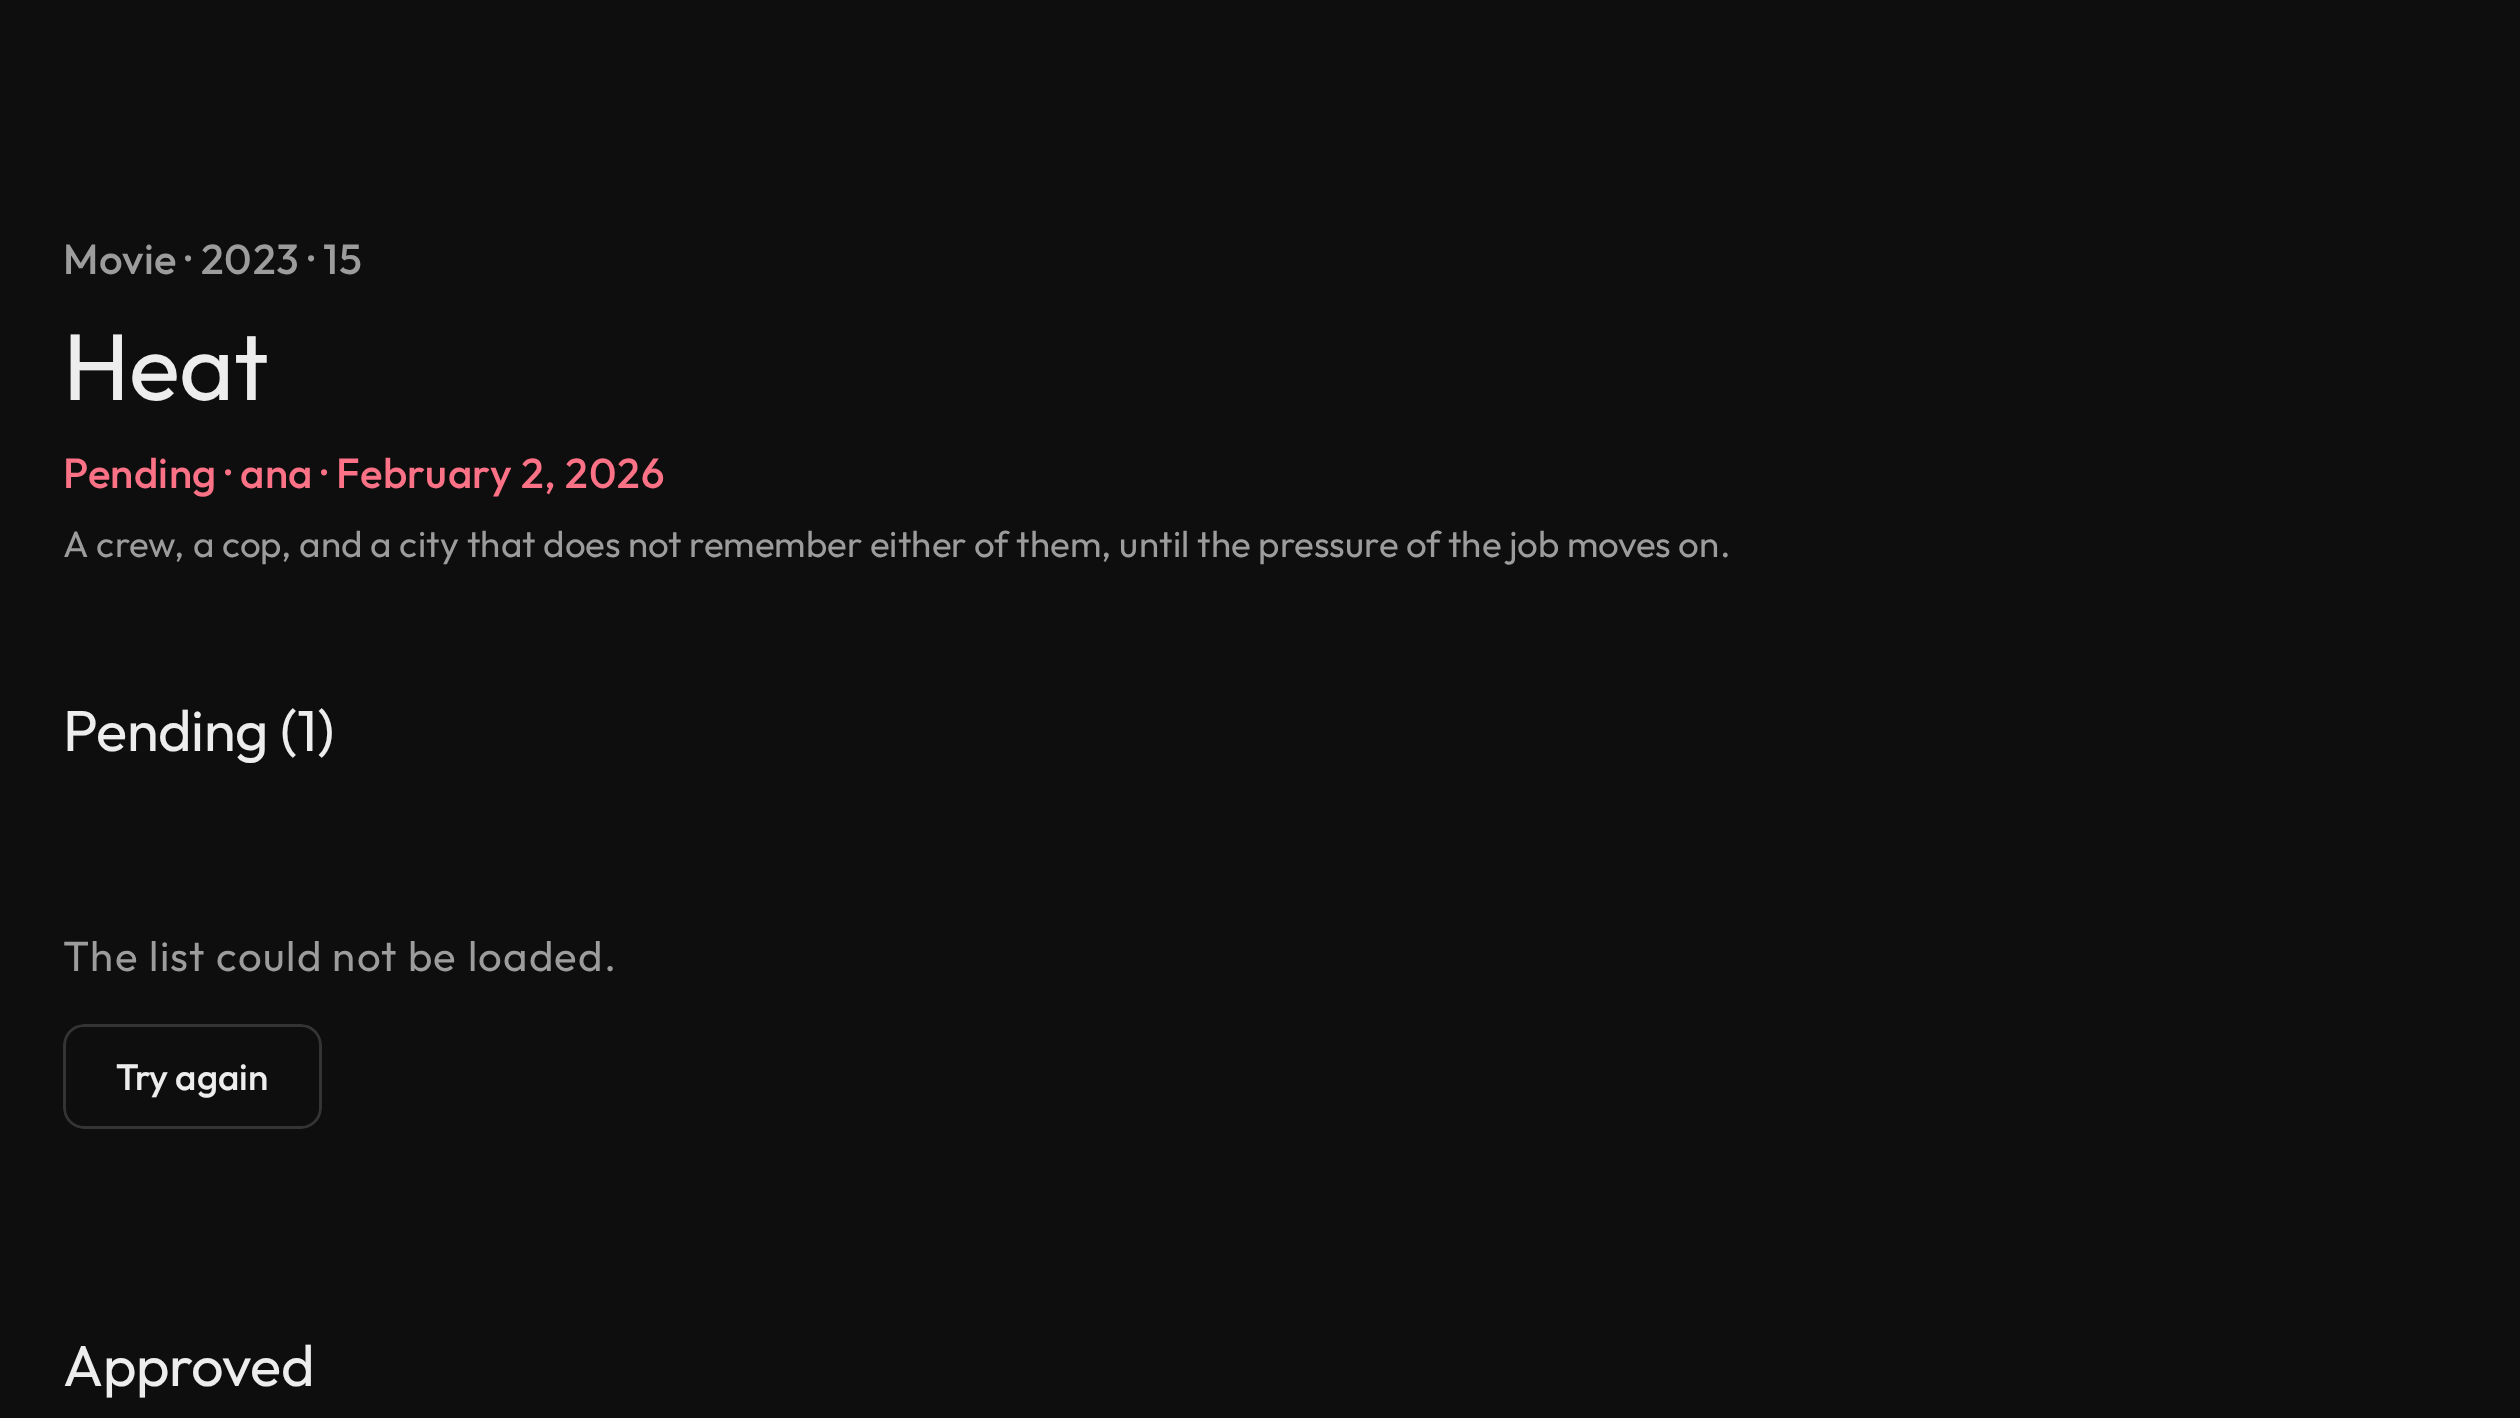 Movie · 2023 · 15
Heat
Pending · ana · February 2, 2026
A crew, a cop, and a city that does not remember either of them, until the pressure of the job moves on.
Pending (1)
The list could not be loaded.
Try again
Approved